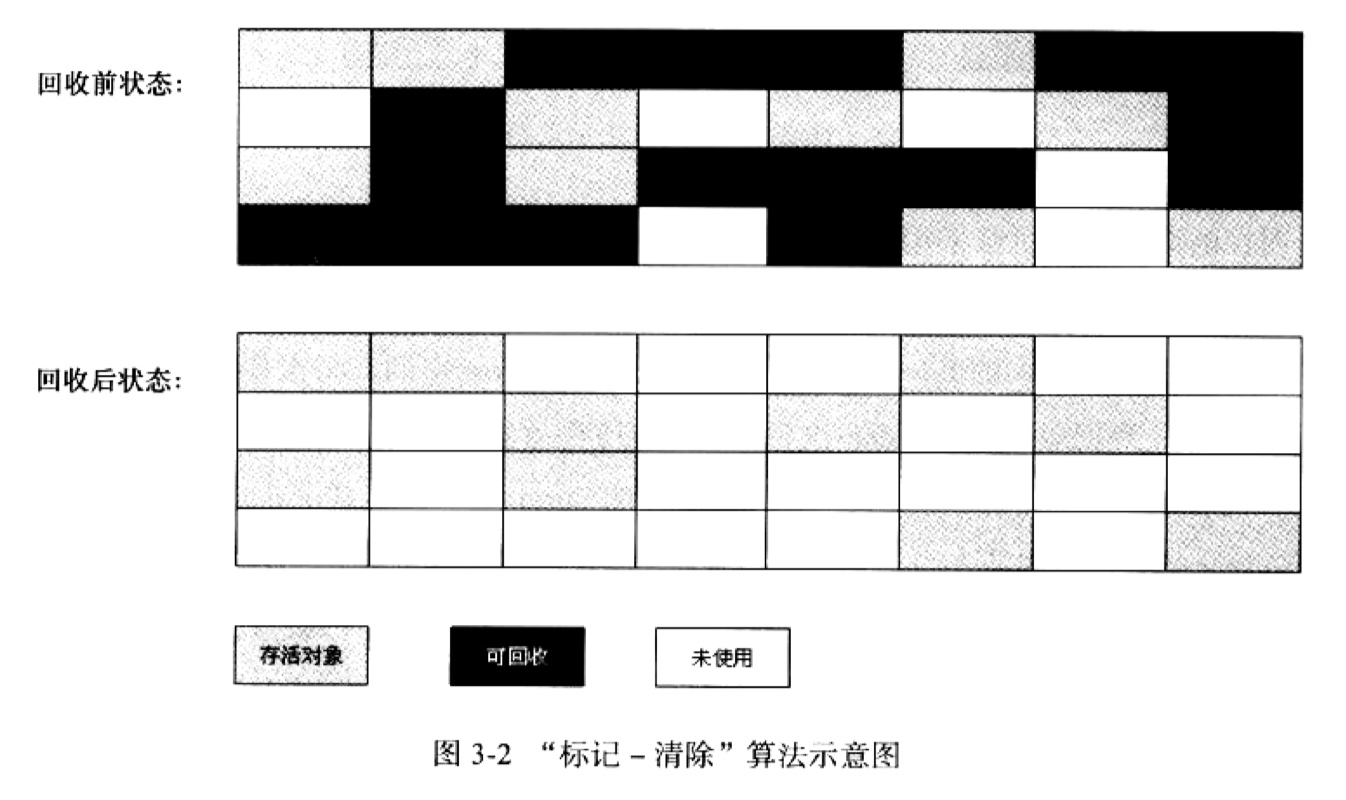 回收前状态：
回收后状态：
存活对象
可回收
未使用
图 3-2 “标记 – 清除” 算法示意图